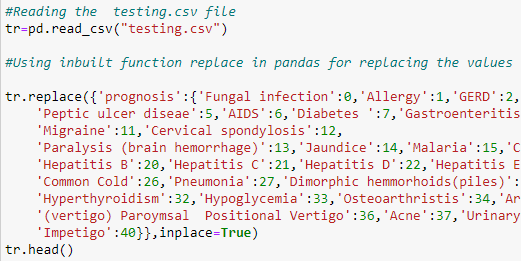 #Reading the  testing.csv file
tr=pd.read_csv("testing.csv")
#Using inbuilt function replace in pandas for replacing the values
tr.replace({'prognosis':{'Fungal infection':0,'Allergy':1,'GERD':2,
'Peptic ulcer diseae':5,'AIDS':6,'Diabetes ':7,'Gastroenteritis
'Migraine':11,'Cervical spondylosis':12,
'Paralysis (brain hemorrhage)':13,'Jaundice':14,'Malaria':15,'C
'Hepatitis B':20,'Hepatitis C':21,'Hepatitis D':22,'Hepatitis E
'Common Cold':26,'Pneumonia':27,'Dimorphic hemmorhoids(piles)':
'Hyperthyroidism':32,'Hypoglycemia':33,'Osteoarthristis':34,'Ar
'(vertigo) Paroymsal  Positional Vertigo':36,'Acne':37,'Urinary
'Impetigo':40}},inplace=True)
tr.head()